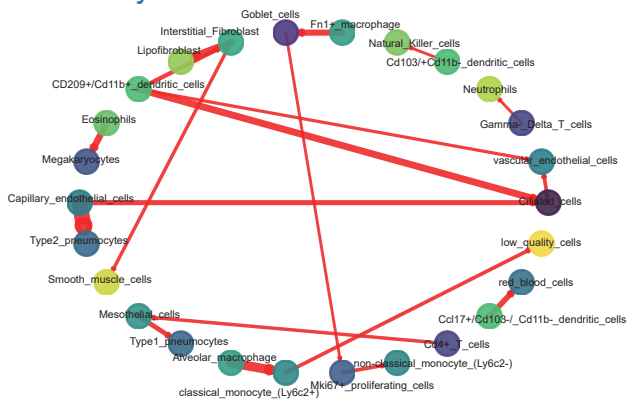 Goblet_cells
Fn1+_macrophage
Interstitial_Fibroblast
Natural_Killer_cells
Lipofibroblast
Cd103/+Cd11b-_dendritic_cells
CD209+/Cd11b+_dendritic_cells
Neutrophils
Eosinophils
Gamma-_Delta_T_cells
Megakaryocytes
vascular_endothelial_cells
Capillary_endothelial_cells
Ciliated_cells
Type2_pneumocytes
low_quality_cells
Smooth_muscle_cells
red_blood_cells
Mesothelial_cells
Ccl17+/Cd103-/_Cd11b-_dendritic_cells
Type1_pneumocytes
Cd4+_T_cells
Alveolar_macrophage
non-classical_monocyte_(Ly6c2-)
classical_monocyte_(Ly6c2+)
Mki67+_proliferating_cells